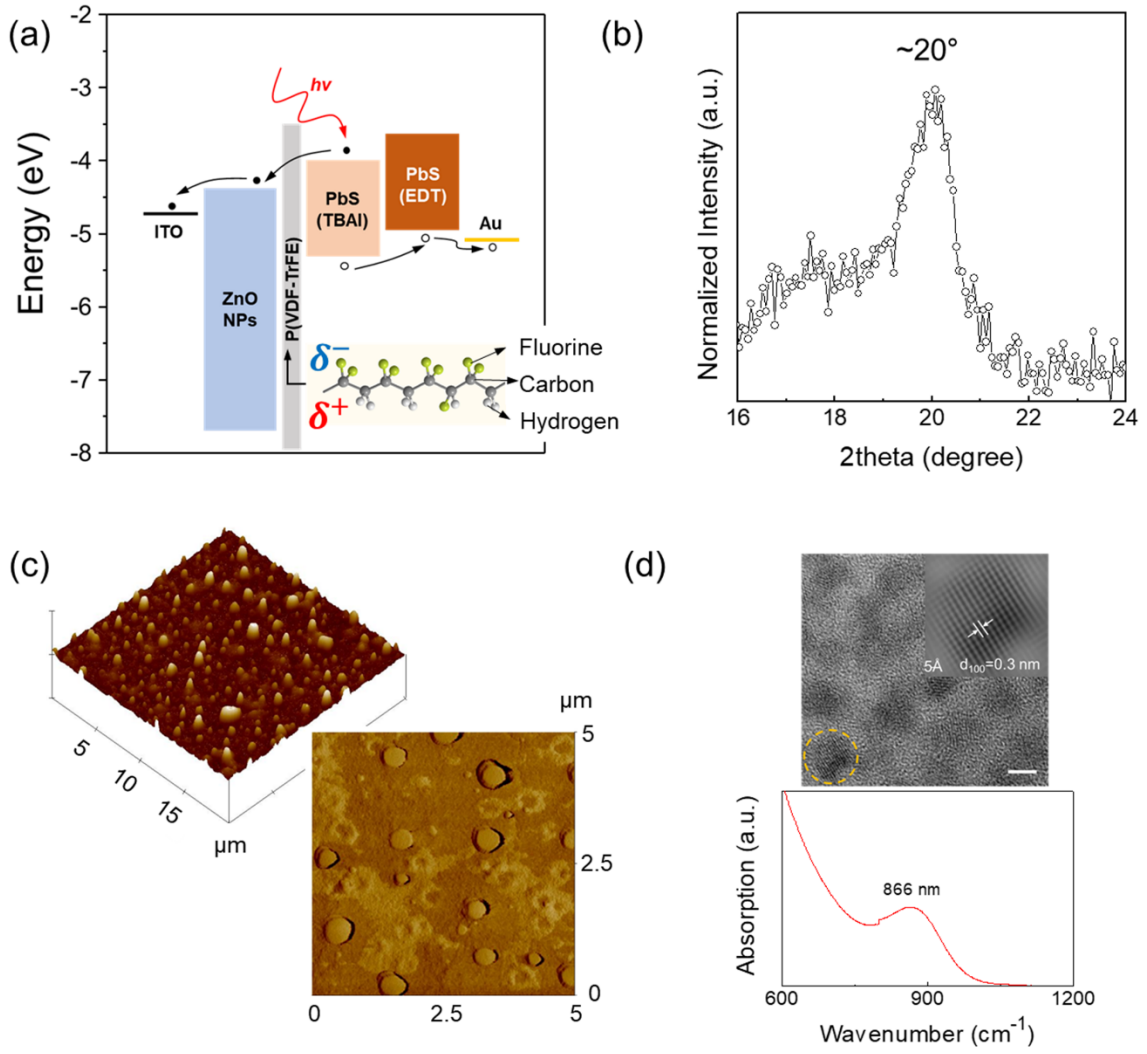 (a)
-2
-3
-4
-5
-6
-7
-8
Energy (eV)
hv
ITO
ZnO
NPs
P(VDF-TrFE)
PbS
(TBAI)
PbS
(EDT)
Au
δ−
δ+
Fluorine
Carbon
Hydrogen
(b)
~20°
Normalized Intensity (a.u.)
16 18 20 22 24
2theta (degree)
(c)
5
10
15
µm
µm
5
2.5
0
0 2.5 5
(d)
5Å d100=0.3 nm
866 nm
Absorption (a.u.)
600 900 1200
Wavenumber (cm-1)